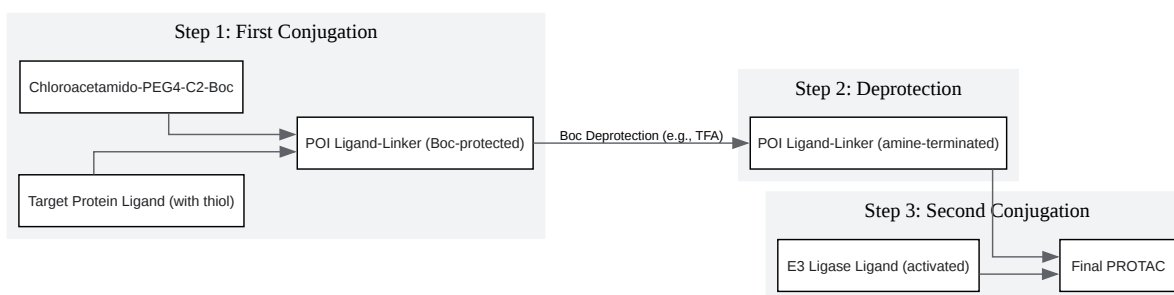 Step 1: First Conjugation
Chloroacetamido-PEG4-C2-Boc
POI Ligand-Linker (Boc-protected)
Target Protein Ligand (with thiol)
Boc Deprotection (e.g., TFA)
Step 2: Deprotection
POI Ligand-Linker (amine-terminated)
Step 3: Second Conjugation
E3 Ligase Ligand (activated)
Final PROTAC